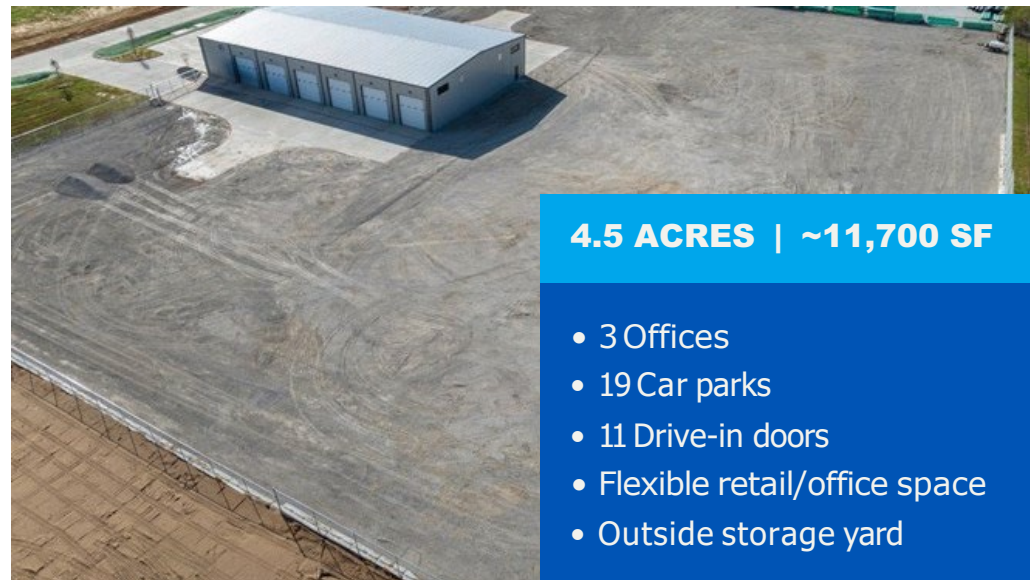 4.5 ACRES | ~11,700 SF
• 3 Offices
• 19 Car parks
• 11 Drive-in doors
• Flexible retail/office space
• Outside storage yard